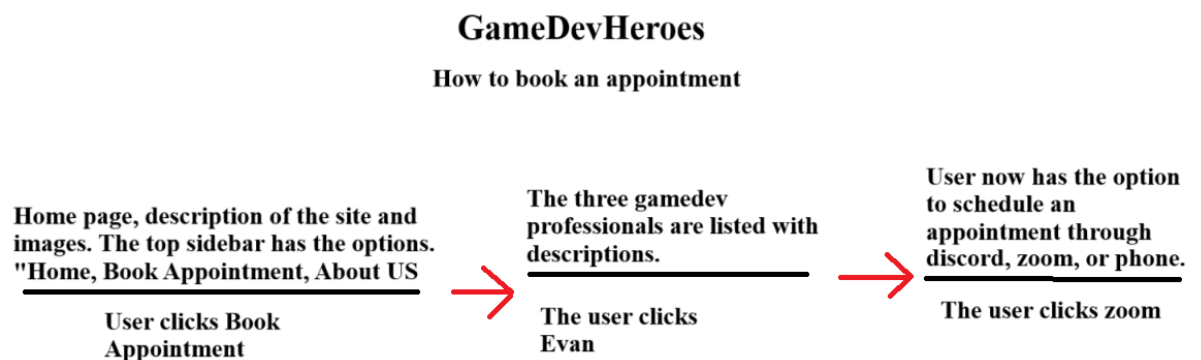 GameDevHeroes
How to book an appointment
Home page, description of the site and
images. The top sidebar has the options.
"Home, Book Appointment, About US
User clicks Book
Appointment
The three gamedev
professionals are listed with
descriptions.
The user clicks
Evan
User now has the option
to schedule an
appointment through
discord, zoom, or phone.
The user clicks zoom